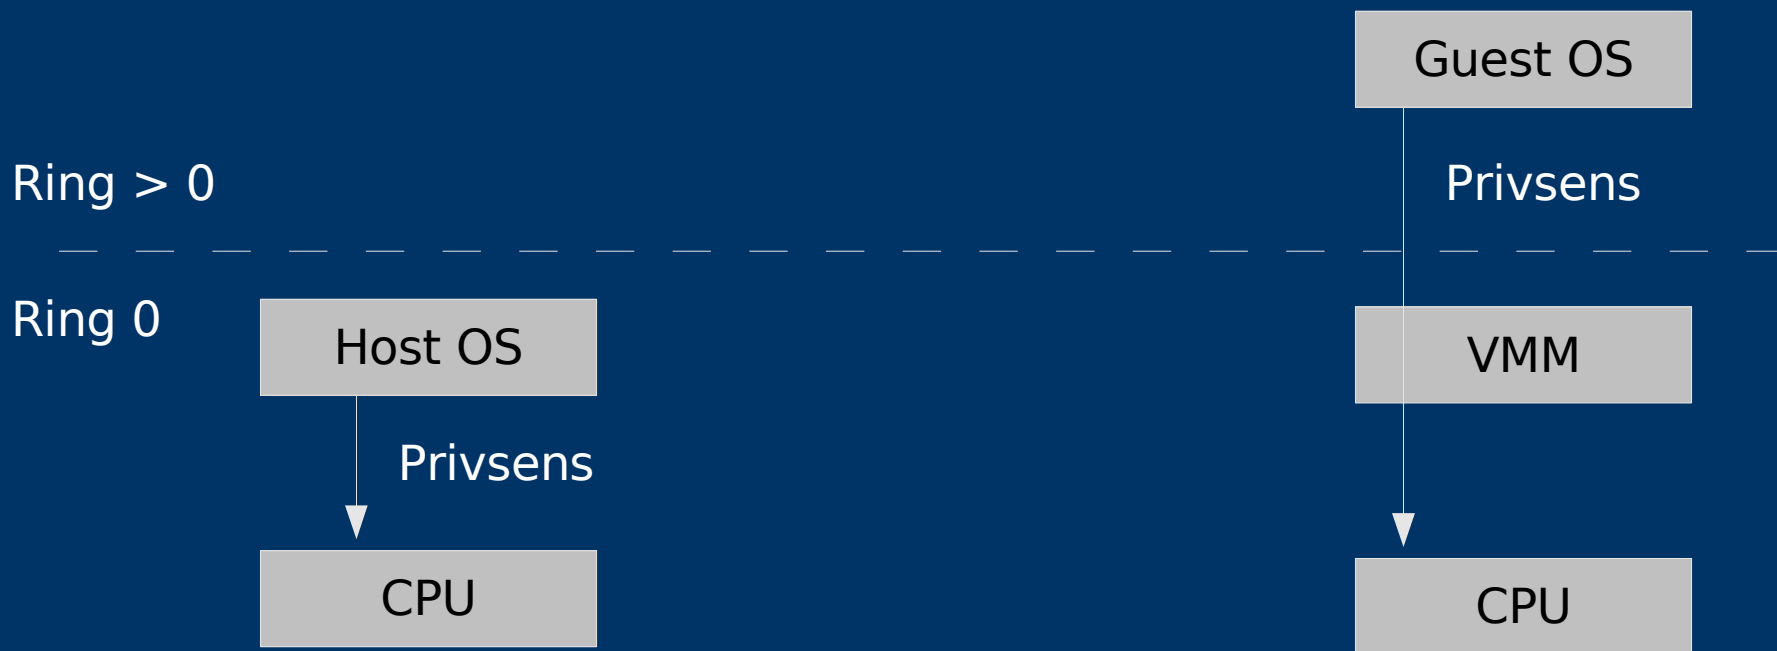 Guest OS
Ring > 0
Privsens
Ring 0
Host OS
VMM
Privsens
CPU
CPU